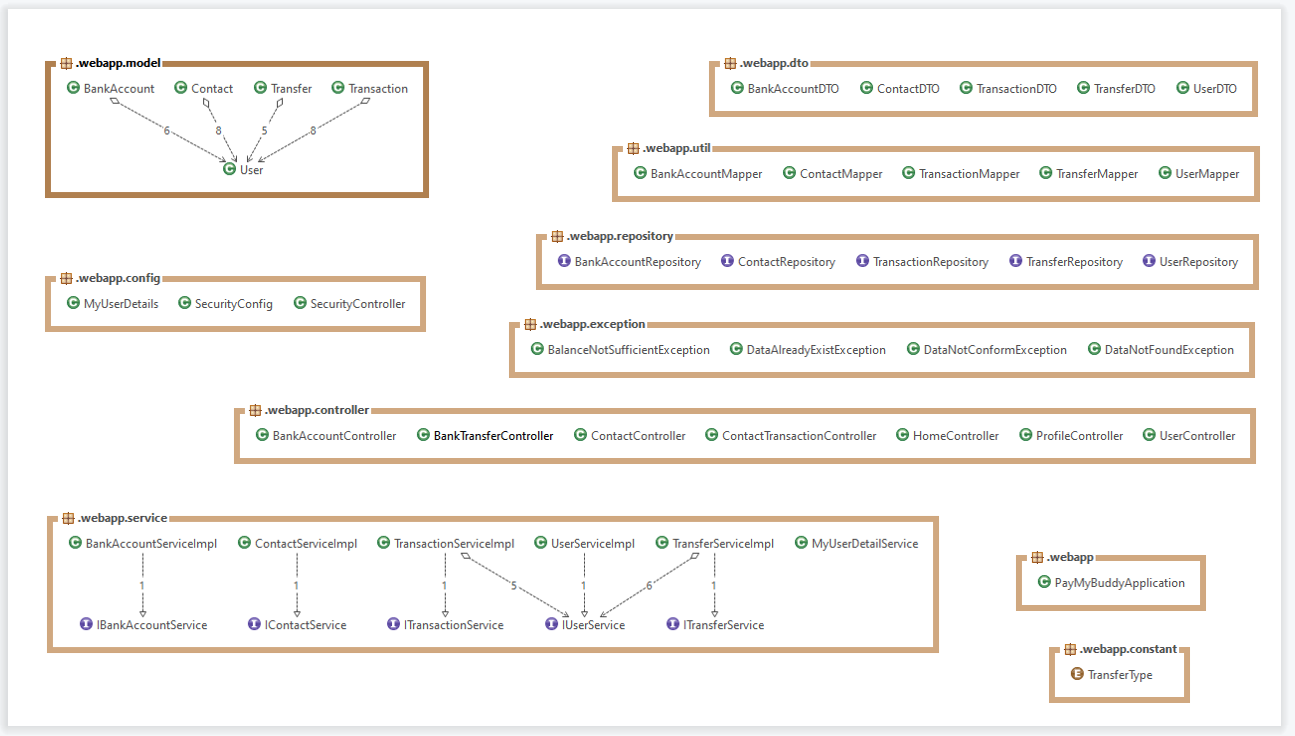 .webapp.model
BankAccount Contact Transfer Transaction
6 8 5 8
User
.webapp.dto
BankAccountDTO ContactDTO TransactionDTO TransferDTO UserDTO
.webapp.util
BankAccountMapper ContactMapper TransactionMapper TransferMapper UserMapper
.webapp.repository
BankAccountRepository ContactRepository TransactionRepository TransferRepository UserRepository
.webapp.config
MyUserDetails SecurityConfig SecurityController
.webapp.exception
BalanceNotSufficientException DataAlreadyExistException DataNotConformException DataNotFoundException
.webapp.controller
BankAccountController BankTransferController ContactController ContactTransactionController HomeController ProfileController UserController
.webapp.service
BankAccountServiceImpl ContactServiceImpl TransactionServiceImpl UserServiceImpl TransferServiceImpl MyUserDetailService
1 1 1 5 1 6 1
IBankAccountService IContactService ITransactionService IUserService ITransferService
.webapp
PayMyBuddyApplication
.webapp.constant
TransferType